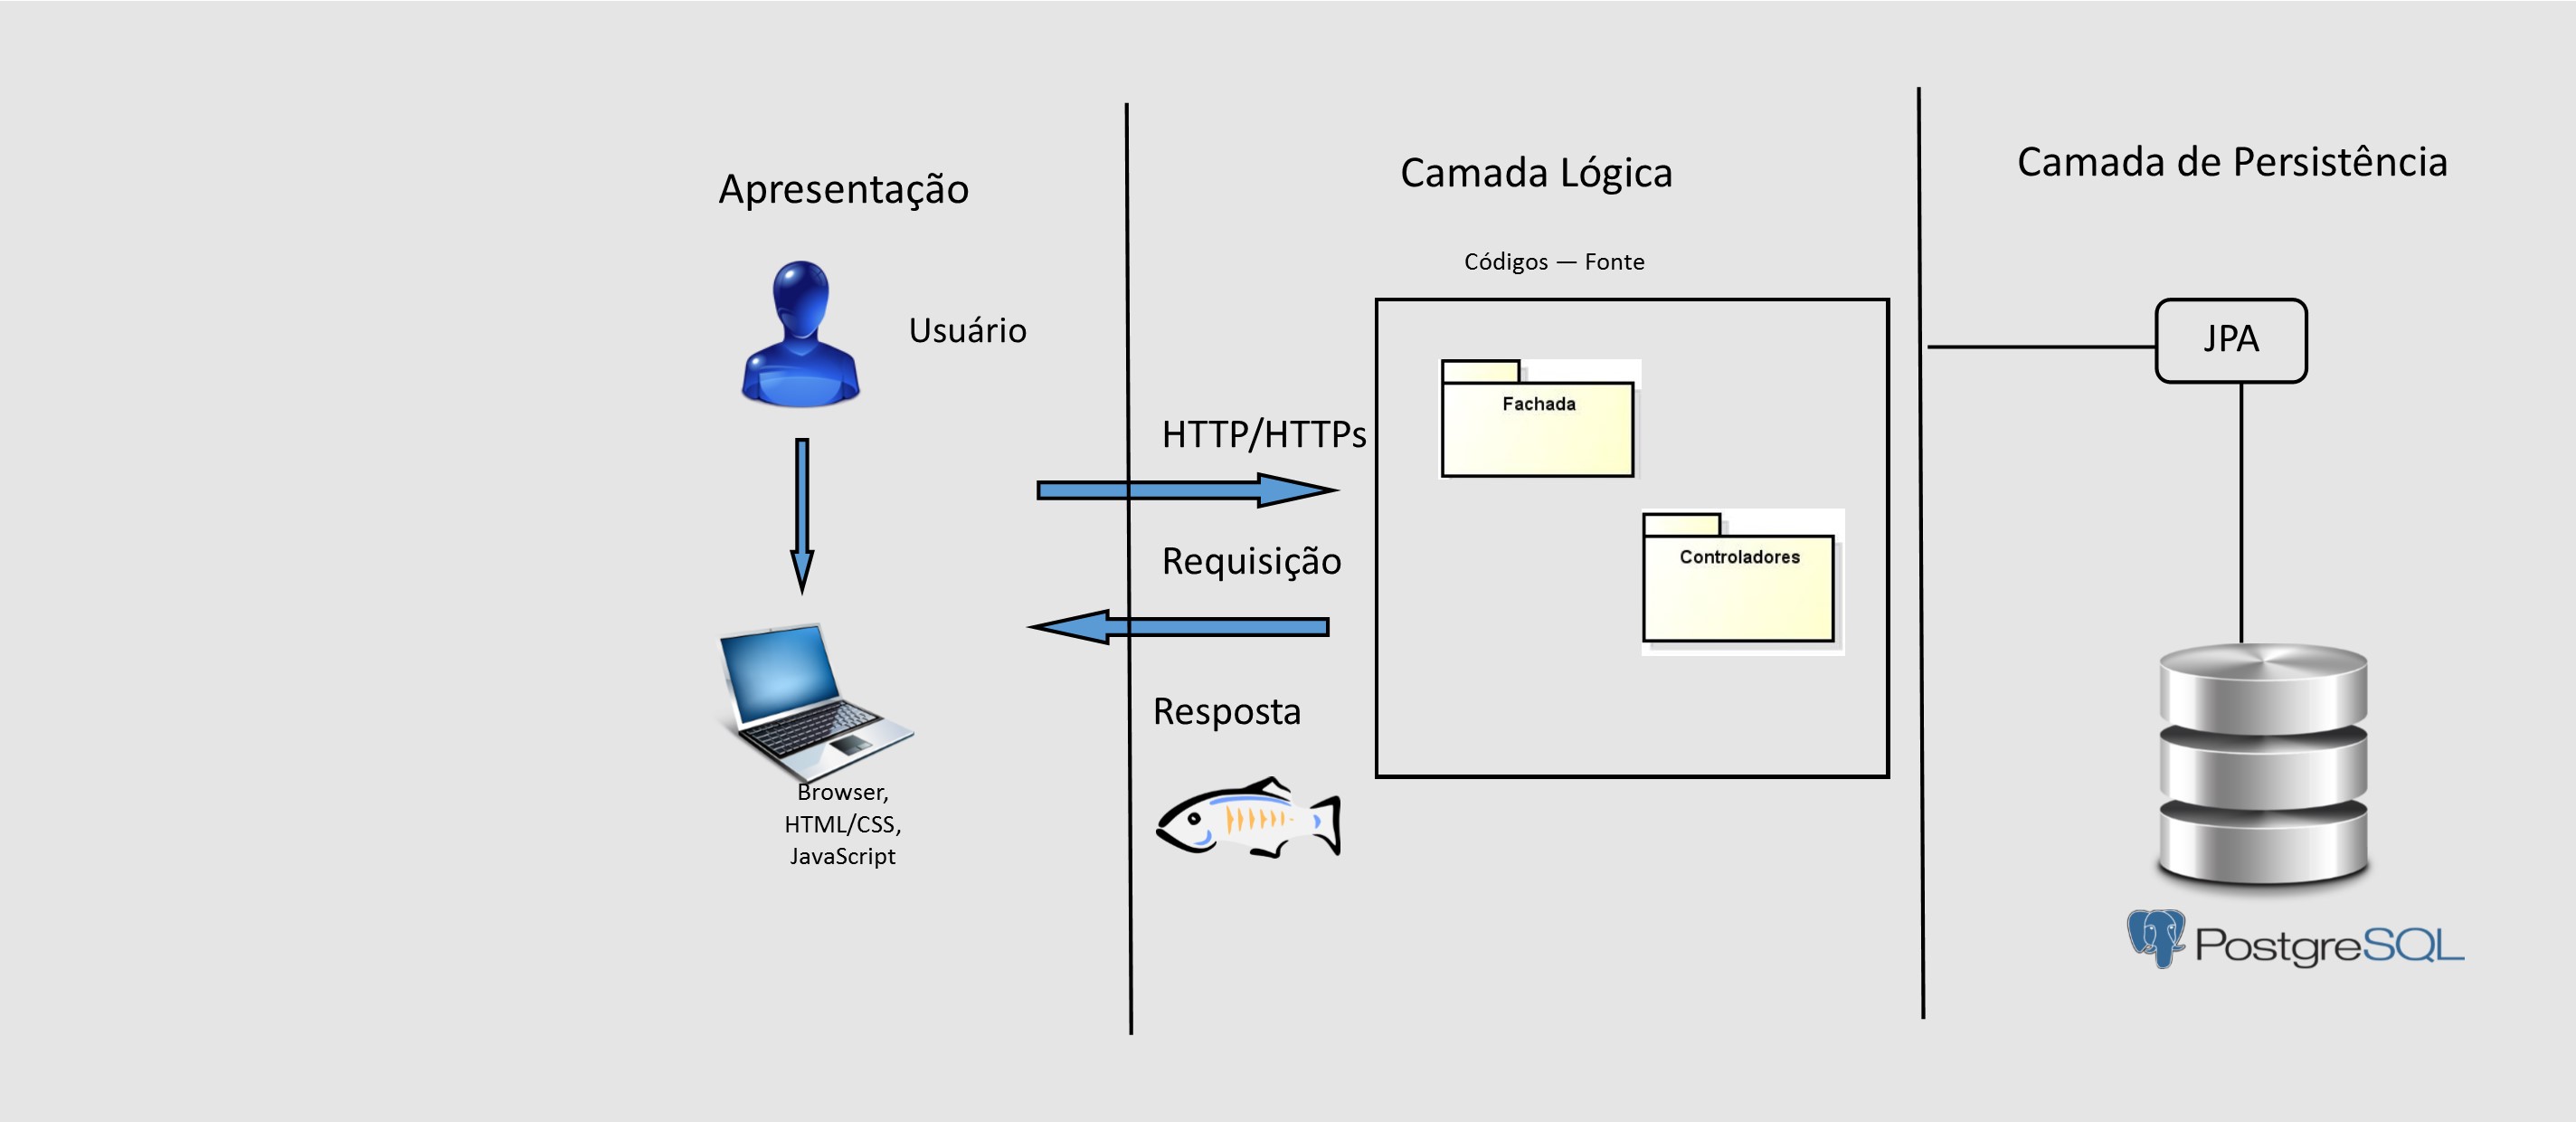 Apresentação
Usuário
Browser,
HTML/CSS,
JavaScript
Camada Lógica
Códigos — Fonte
HTTP/HTTPs
Requisição
Resposta
Fachada
Controladores
Camada de Persistência
JPA
PostgreSQL